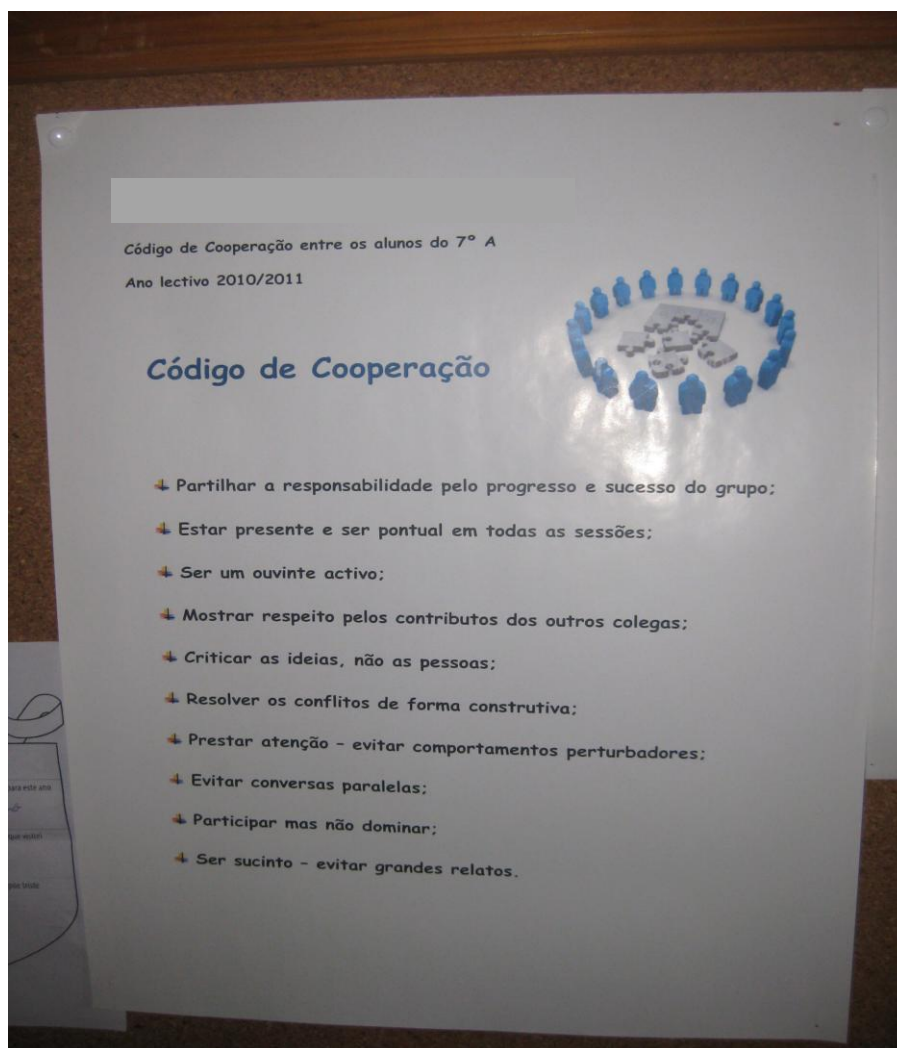 Código de Cooperação entre os alunos do 7º A
Ano lectivo 2010/2011
Código de Cooperação
Partilhar a responsabilidade pelo progresso e sucesso do grupo;
Estar presente e ser pontual em todas as sessões;
Ser um ouvinte activo;
Mostrar respeito pelos contributos dos outros colegas;
Criticar as ideias, não as pessoas;
Resolver os conflitos de forma construtiva;
Prestar atenção – evitar comportamentos perturbadores;
Evitar conversas paralelas;
Participar mas não dominar;
Ser sucinto – evitar grandes relatos.
para este ano